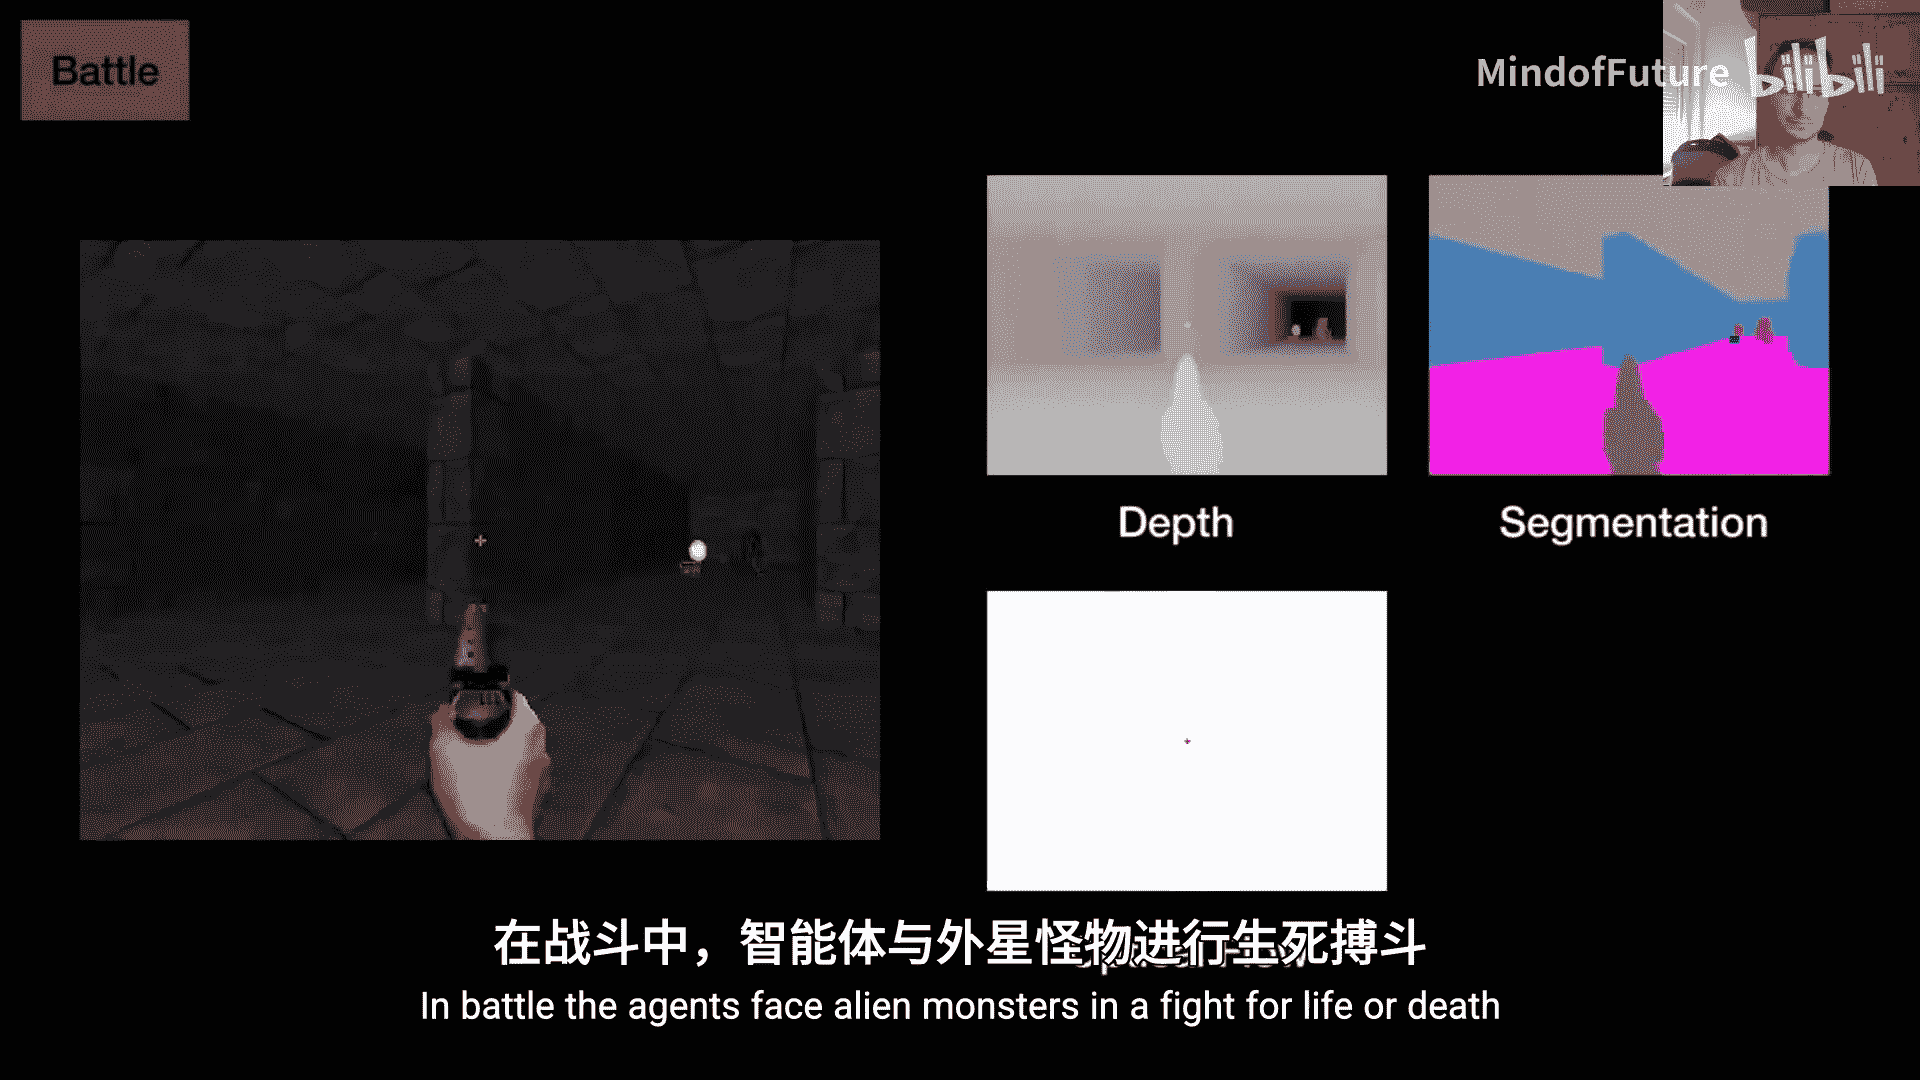 Battle
MindofFuture
bilibili
Depth
Segmentation
在战斗中，智能体与外星怪物进行生死搏斗
In battle the agents face alien monsters in a fight for life or death